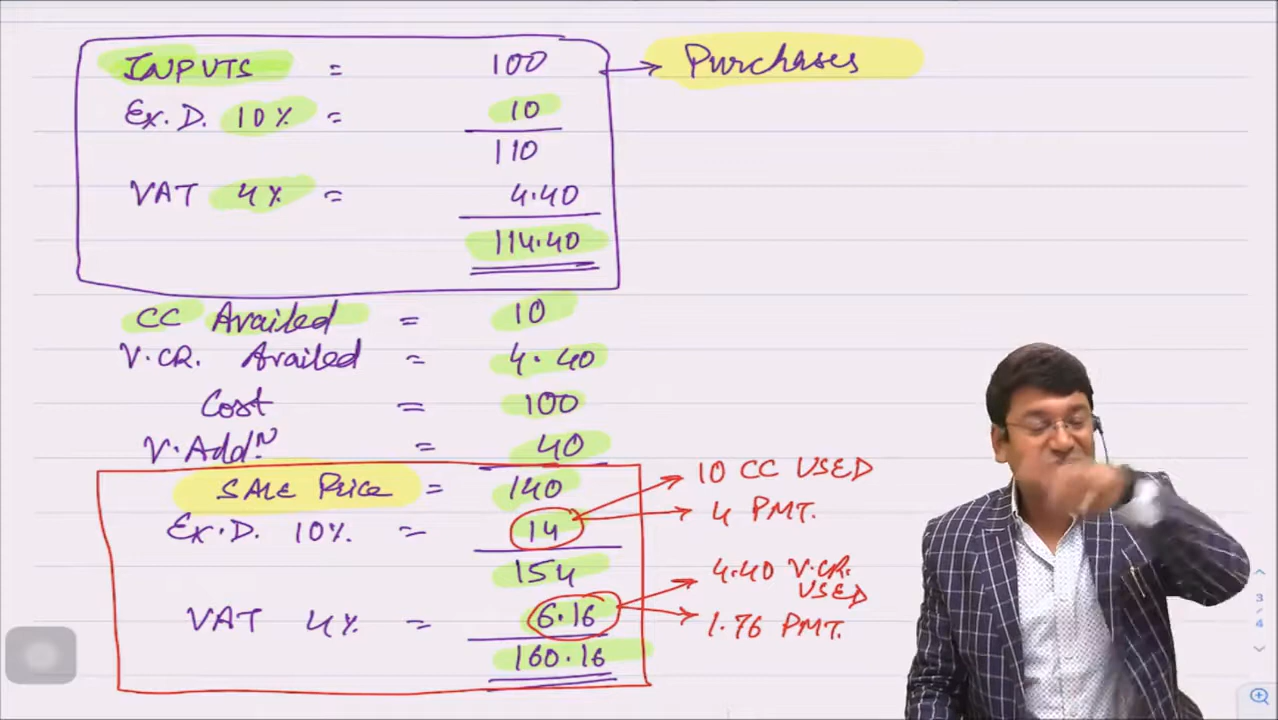 INPUTS = 100 → Purchases
Ex.D. 10% = 10
110
VAT 4% = 4.40
114.40
CC Availed = 10
V.CR. Availed = 4.40
Cost = 100
V.Addⁿ = 40
SALE Price = 140
10 CC USED
Ex.D. 10% = 14
4 PMT.
154
4.40 V.CR.
USED
VAT 4% = 6.16
1.76 PMT.
160.16
3
4